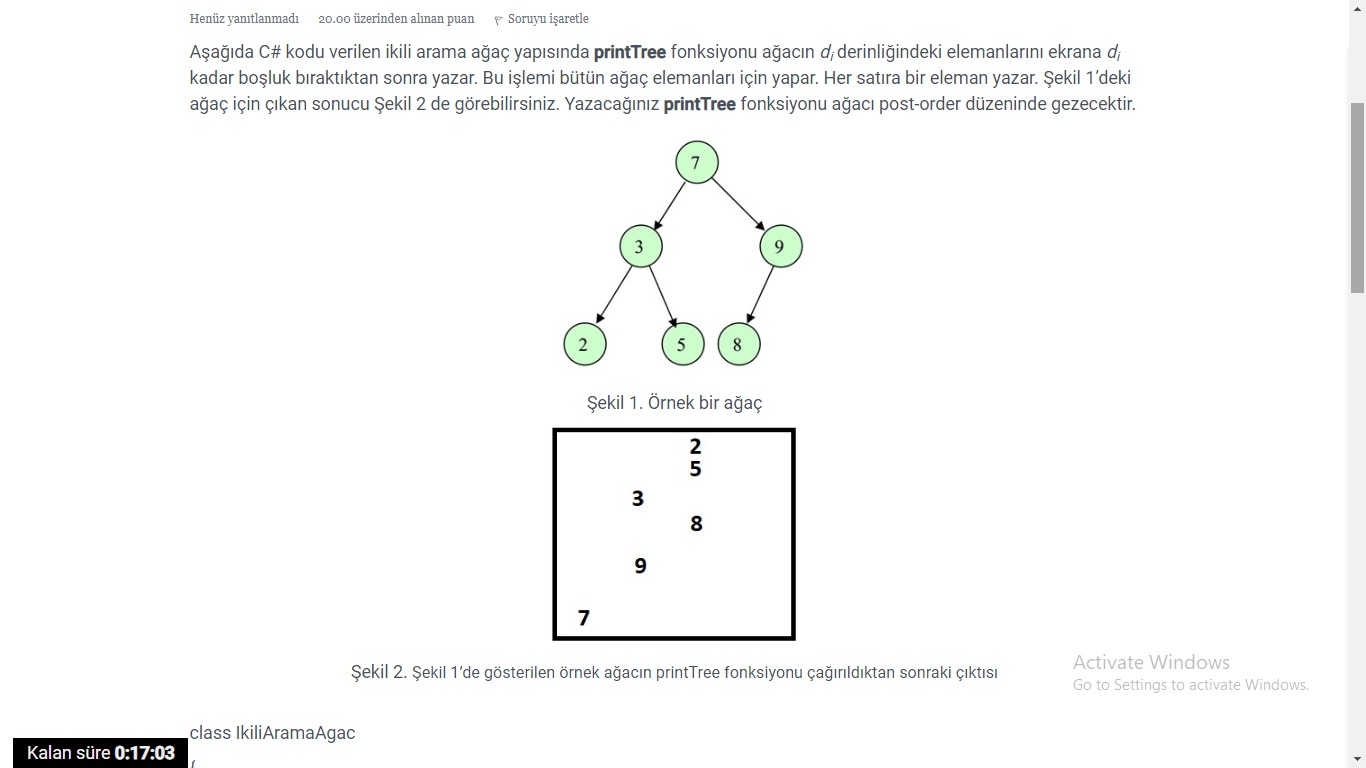 Henüz yanıtlanmadı 20.00 üzerinden alınan puan Soruyu işaretle
Aşağıda C# kodu verilen ikili arama ağaç yapısında printTree fonksiyonu ağacın di derinliğindeki elemanlarını ekrana di
kadar boşluk bıraktıktan sonra yazar. Bu işlemi bütün ağaç elemanları için yapar. Her satıra bir eleman yazar. Şekil 1’deki
ağaç için çıkan sonucu Şekil 2 de görebilirsiniz. Yazacağınız printTree fonksiyonu ağacı post-order düzeninde gezecektir.
7
3 9
2 5 8
Şekil 1. Örnek bir ağaç
2
5
3
8
9
7
Şekil 2. Şekil 1’de gösterilen örnek ağacın printTree fonksiyonu çağırıldıktan sonraki çıktısı
Activate Windows
Go to Settings to activate Windows.
class IkiliAramaAgac
Kalan süre 0:17:03
{